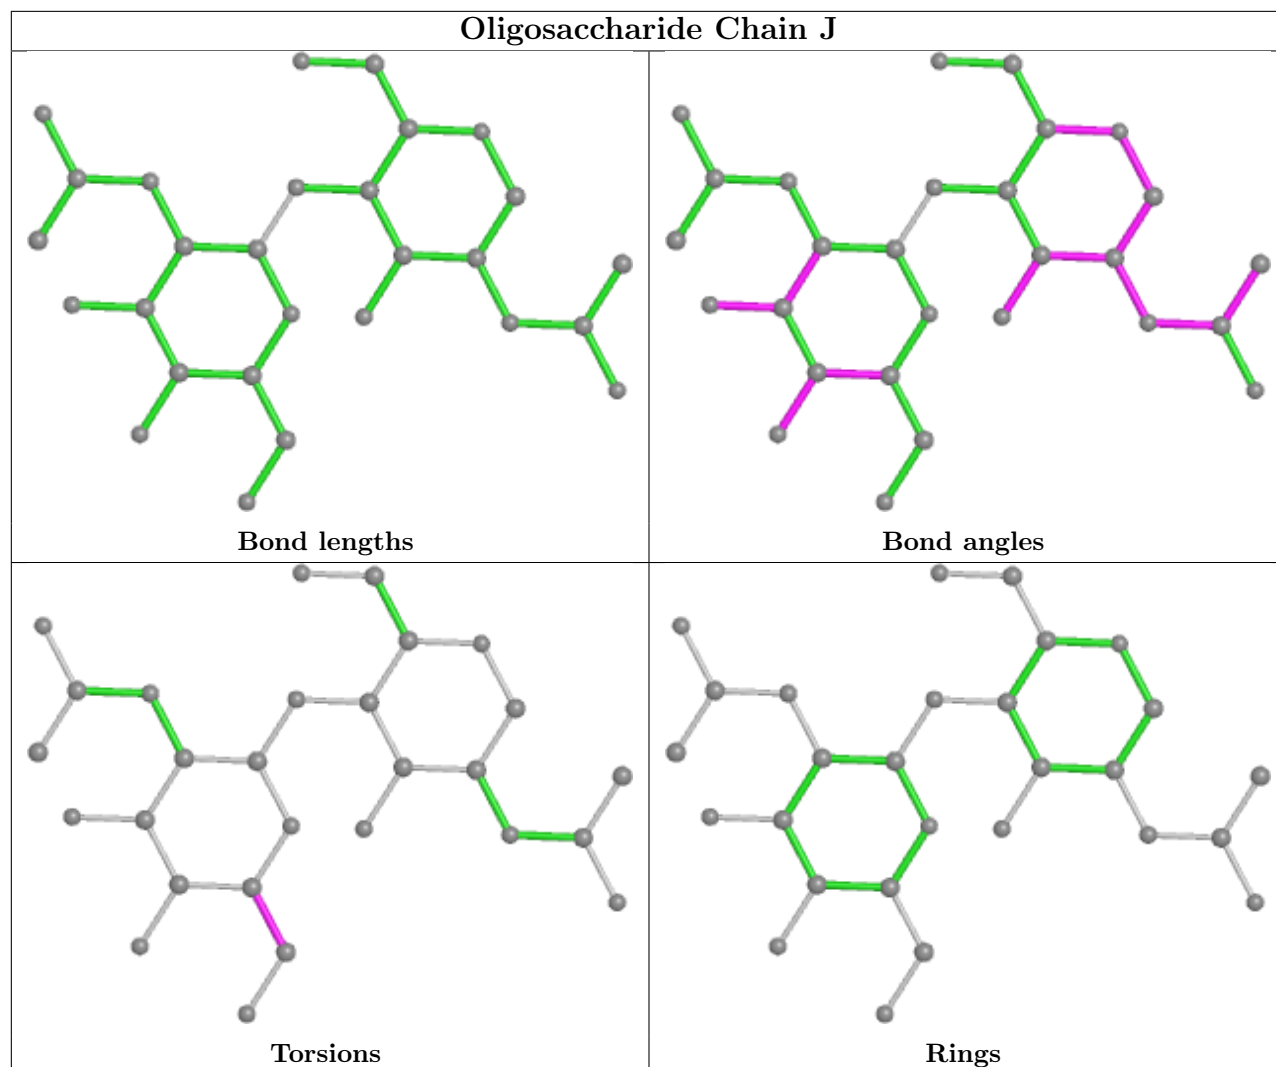 Oligosaccharide Chain J
Bond lengths
Bond angles
Torsions
Rings